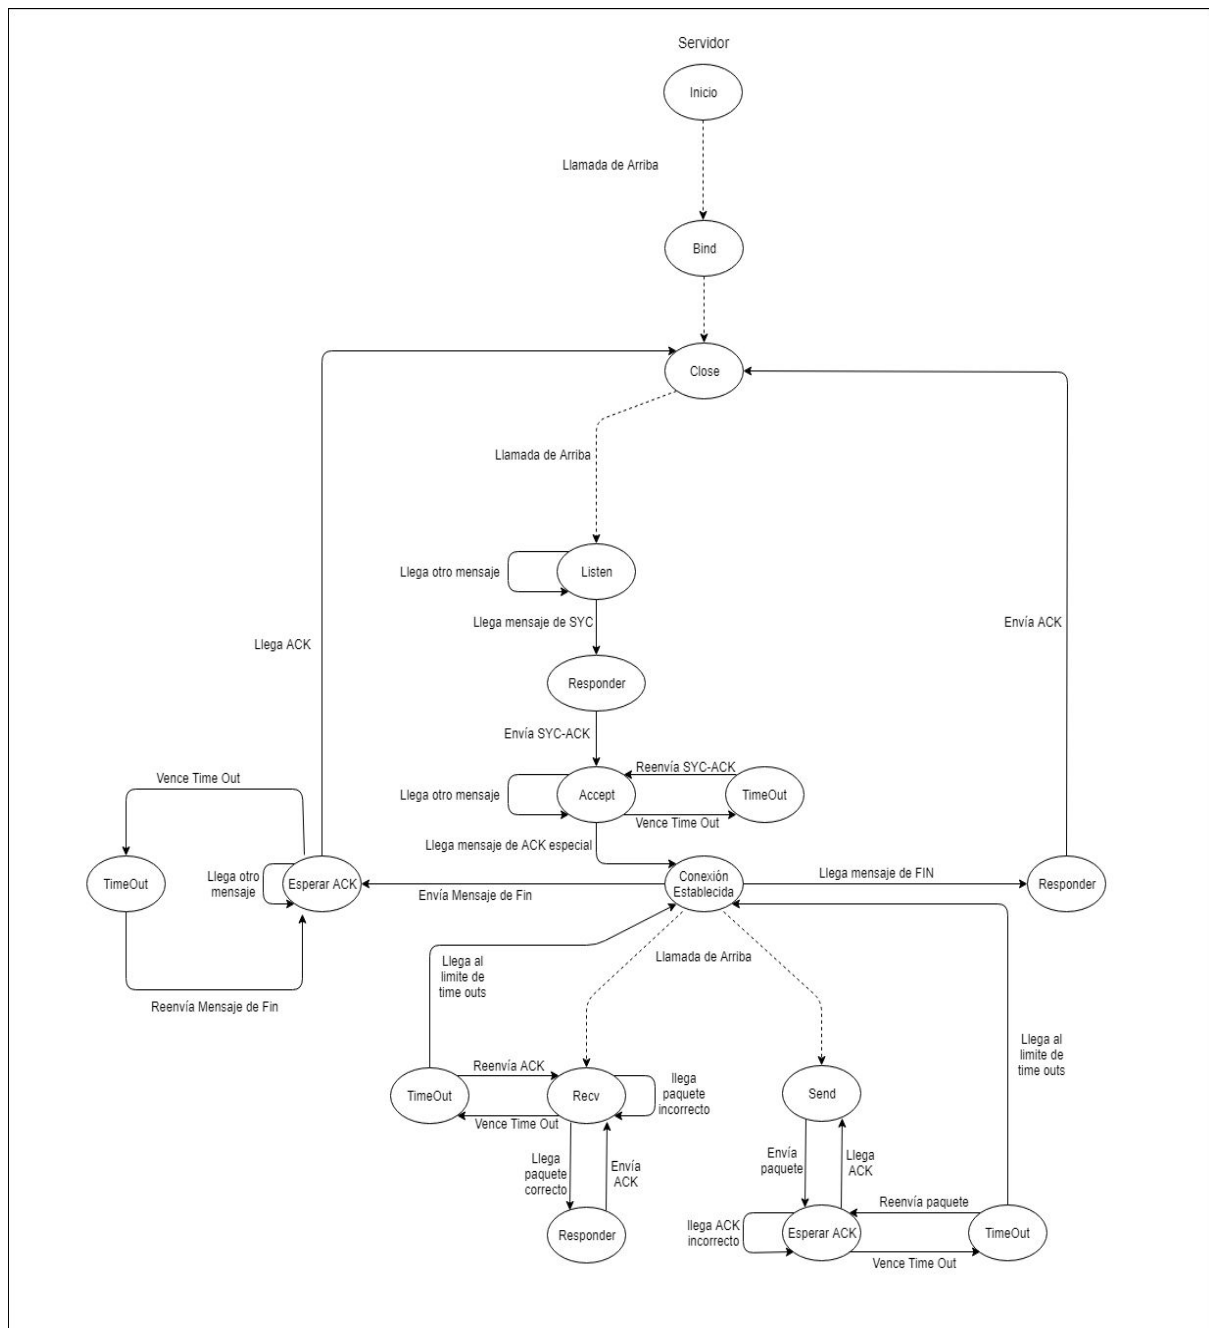 Servidor
Inicio
Llamada de Arriba
Bind
Close
Llamada de Arriba
Llega otro mensaje
Listen
Llega mensaje de SYC
Envía ACK
Llega ACK
Responder
Envía SYC-ACK
Reenvía SYC-ACK
Vence Time Out
Llega otro mensaje
Accept
TimeOut
Vence Time Out
Llega mensaje de ACK especial
TimeOut
Llega otro
mensaje
Esperar ACK
Envía Mensaje de Fin
Conexión
Establecida
Llega mensaje de FIN
Responder
Reenvía Mensaje de Fin
Llega al
limite de
time outs
Llamada de Arriba
Llega al
limite de
time outs
Reenvía ACK
TimeOut
Recv
llega
paquete
incorrecto
Send
Vence Time Out
Llega
paquete
correcto
Envía
ACK
Envía
paquete
Llega
ACK
Responder
llega ACK
incorrecto
Esperar ACK
Reenvía paquete
TimeOut
Vence Time Out